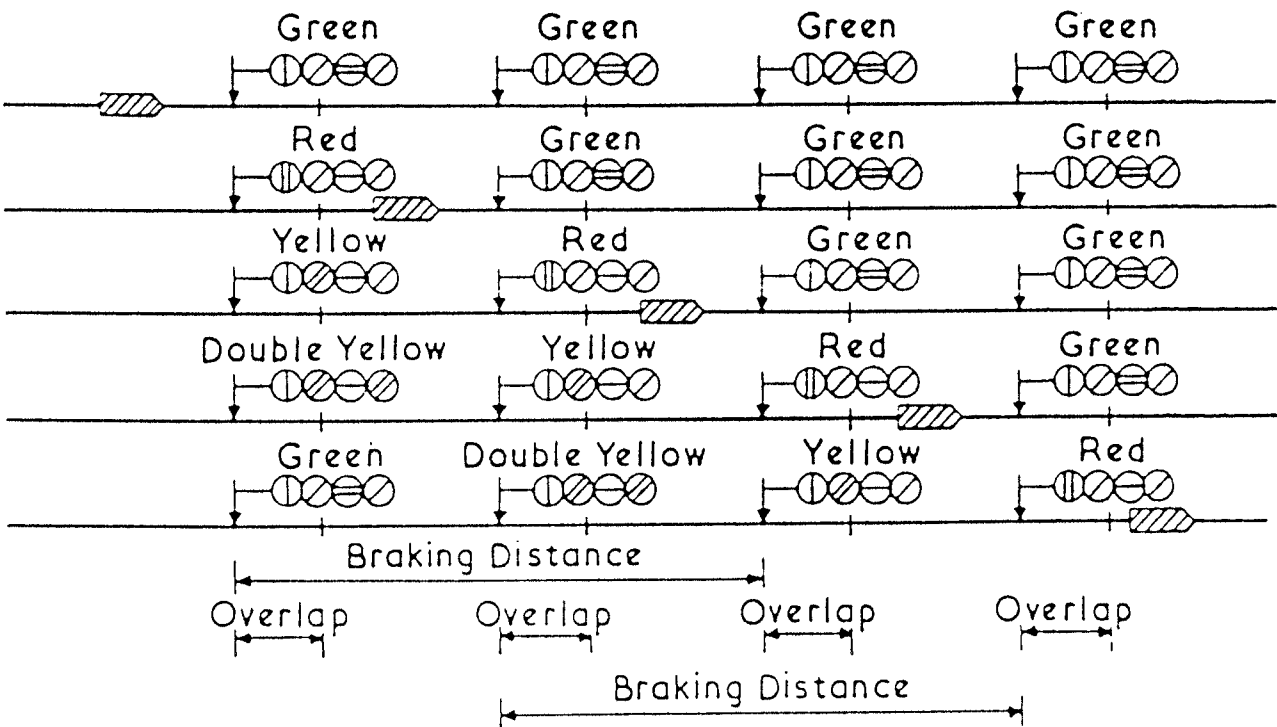 Green Green Green Green
Red Green Green Green
Yellow Red Green Green
Double Yellow Yellow Red Green
Green Double Yellow Yellow Red
Braking Distance
Overlap Overlap Overlap Overlap
Braking Distance